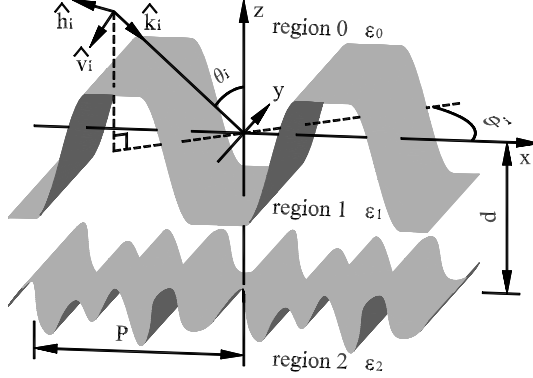 z
region 0 ε₀
ĥᵢ k̂ᵢ
v̂ᵢ
θᵢ
y
φᵢ
x
region 1 ε₁
d
P
region 2 ε₂